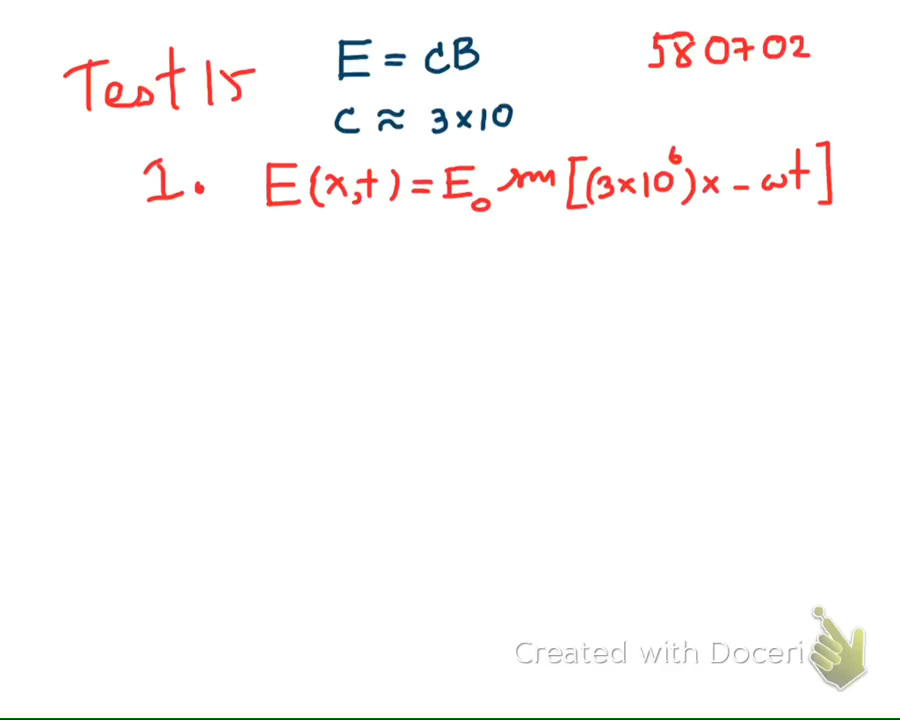 Test 15 E = cB 580702
c ≈ 3×10
1. E(x,t) = E₀ sin [(3×10⁶)x - ωt]
Created with Doceri